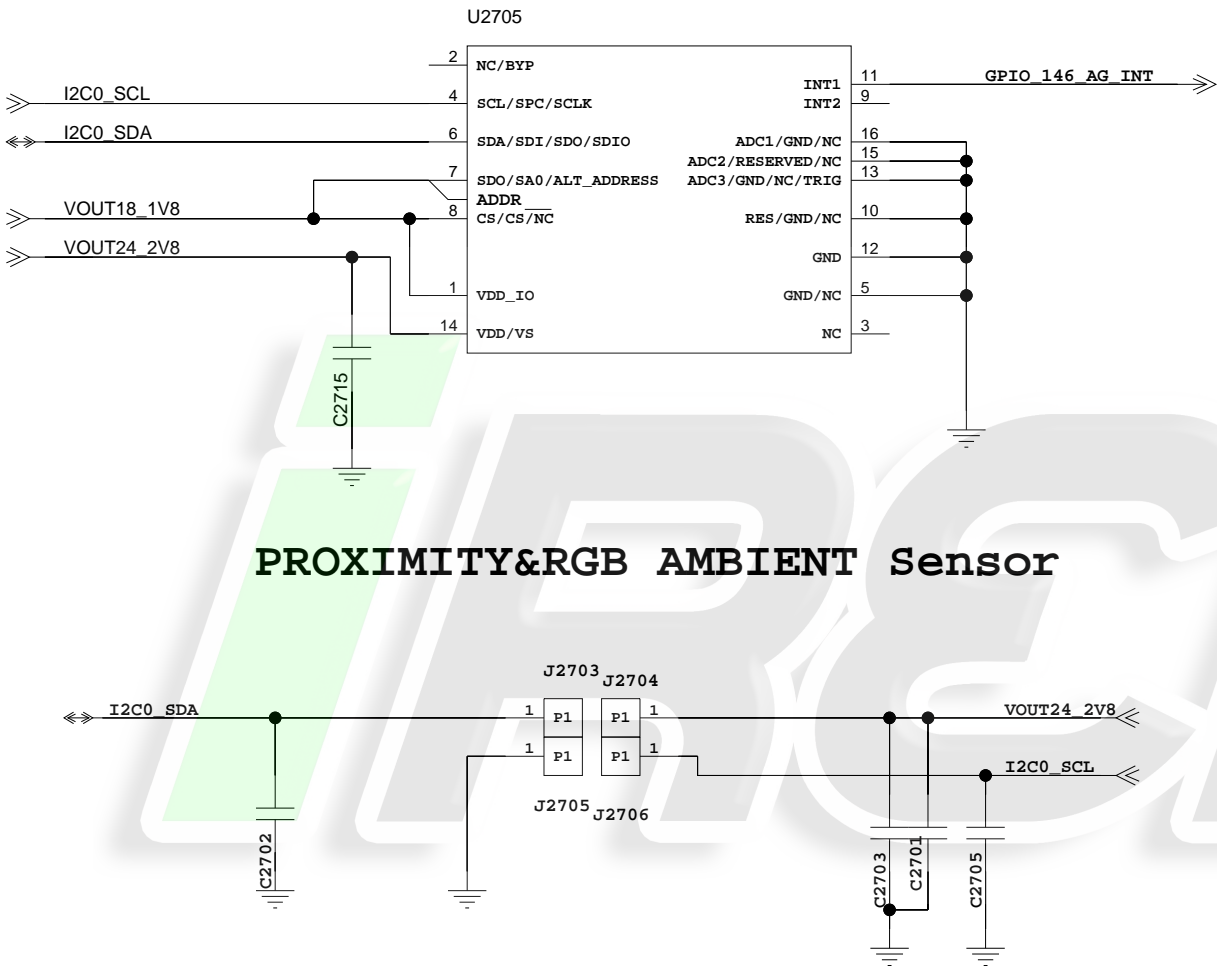 U2705
2 NC/BYP
INT1 11 GPIO_146_AG_INT
I2C0_SCL 4 SCL/SPC/SCLK
INT2 9
I2C0_SDA 6 SDA/SDI/SDO/SDIO
ADC1/GND/NC 16
ADC2/RESERVED/NC 15
7 SDO/SA0/ALT_ADDRESS
ADC3/GND/NC/TRIG 13
ADDR
VOUT18_1V8 8 CS/CS/NC
RES/GND/NC 10
VOUT24_2V8
GND 12
1 VDD_IO
GND/NC 5
14 VDD/VS
NC 3
C2715
PROXIMITY&RGB AMBIENT Sensor
J2703 J2704
I2C0_SDA 1 P1 P1 1 VOUT24_2V8
1 P1 P1 1 I2C0_SCL
J2705 J2706
C2702
C2703
C2701
C2705